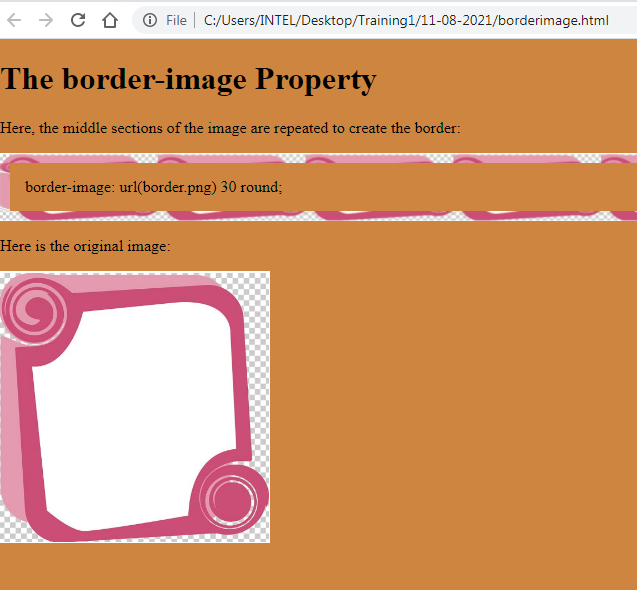 File | C:/Users/INTEL/Desktop/Training1/11-08-2021/borderimage.html
The border-image Property
Here, the middle sections of the image are repeated to create the border:
border-image: url(border.png) 30 round;
Here is the original image: